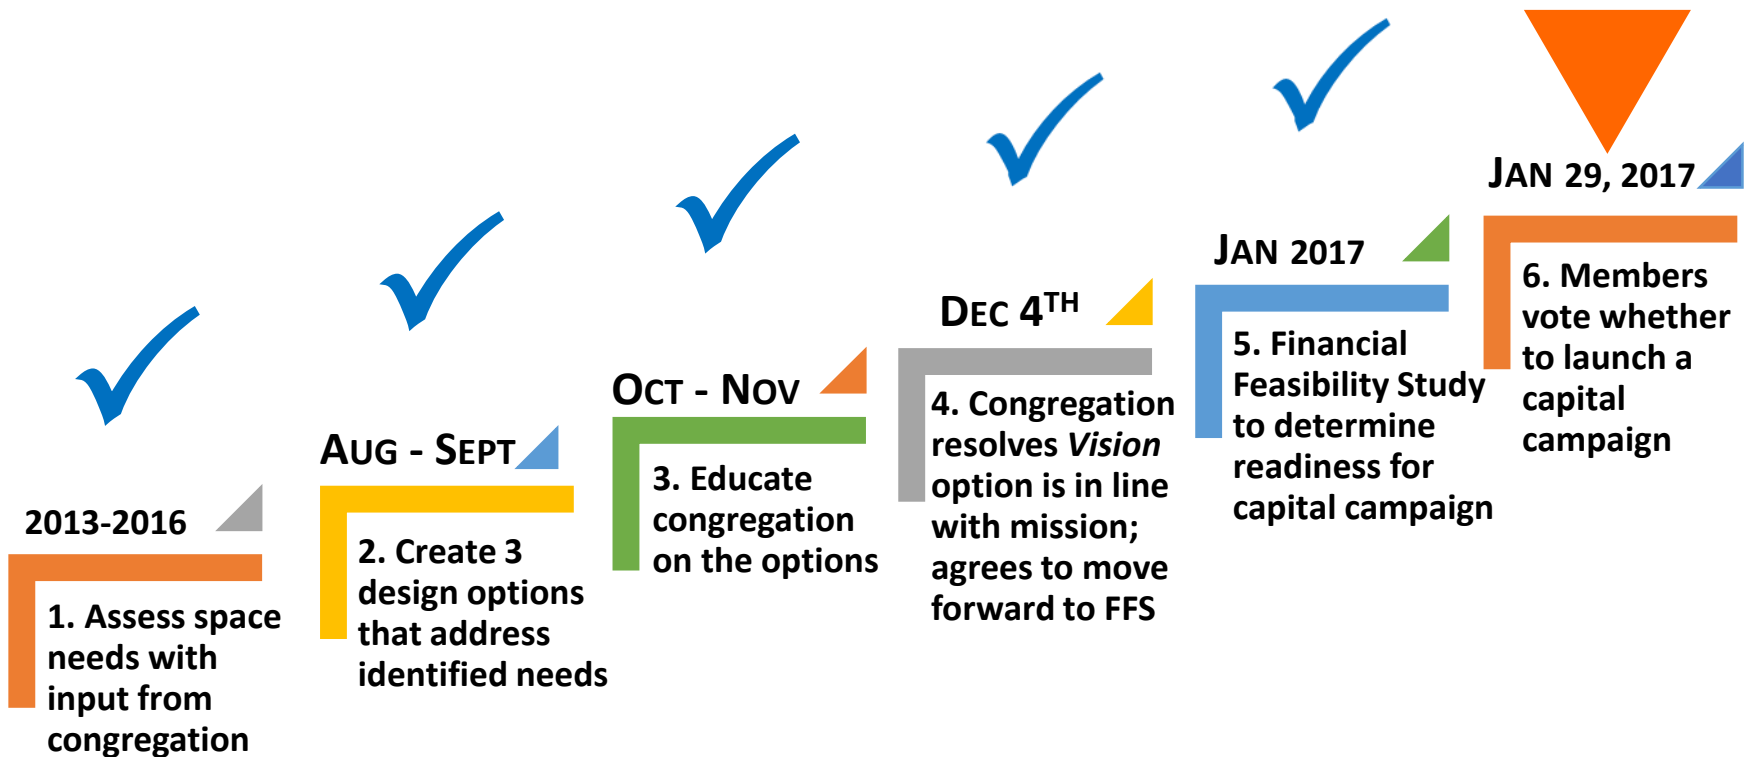 2013-2016
1. Assess space
needs with
input from
congregation
AUG - SEPT
2. Create 3
design options
that address
identified needs
OCT - NOV
3. Educate
congregation
on the options
DEC 4TH
4. Congregation
resolves Vision
option is in line
with mission;
agrees to move
forward to FFS
JAN 2017
5. Financial
Feasibility Study
to determine
readiness for
capital campaign
JAN 29, 2017
6. Members
vote whether
to launch a
capital
campaign